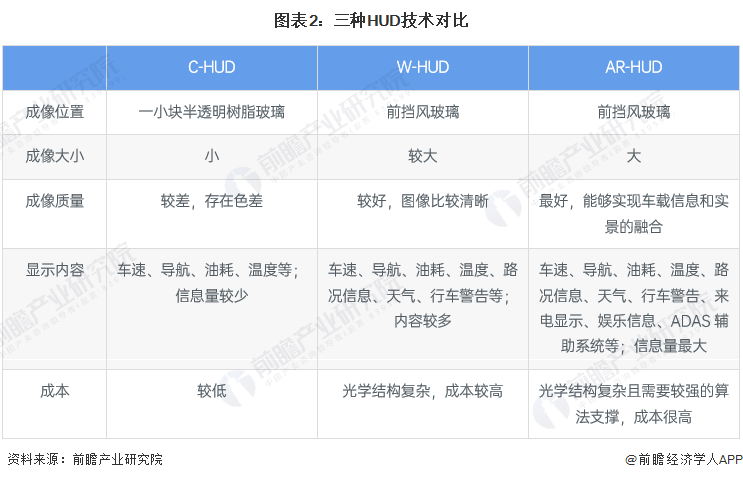 图表2：三种HUD技术对比
C-HUD
W-HUD
AR-HUD
成像位置
一小块半透明树脂玻璃
前挡风玻璃
前挡风玻璃
成像大小
小
较大
大
成像质量
较差，存在色差
较好，图像比较清晰
最好，能够实现车载信息和实
景的融合
显示内容
车速、导航、油耗、温度等；
信息量较少
车速、导航、油耗、温度、路
况信息、天气、行车警告等；
内容较多
车速、导航、油耗、温度、路
况信息、天气、行车警告、来
电显示、娱乐信息、ADAS 辅
助系统等；信息量最大
成本
较低
光学结构复杂，成本较高
光学结构复杂且需要较强的算
法支撑，成本很高
资料来源：前瞻产业研究院
@前瞻经济学人APP
前瞻产业研究院